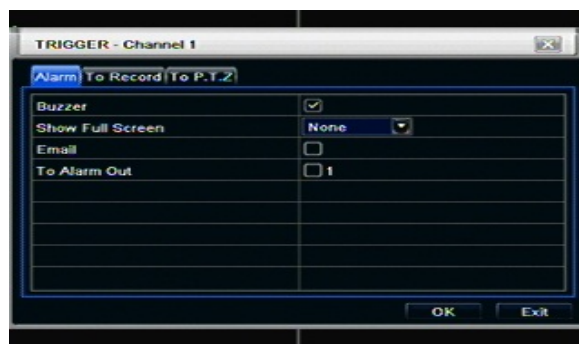 TRIGGER - Channel 1
Alarm To Record To P.T.Z
Buzzer
Show Full Screen None
Email
To Alarm Out 1
OK Exit